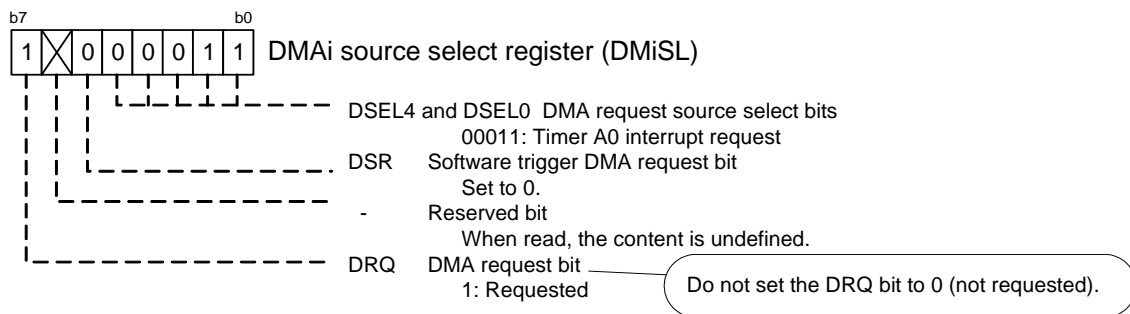 b7 b0
1 0 0 0 0 1 1 DMAi source select register (DMiSL)
DSEL4 and DSEL0 DMA request source select bits
00011: Timer A0 interrupt request
DSR Software trigger DMA request bit
Set to 0.
- Reserved bit
When read, the content is undefined.
DRQ DMA request bit
1: Requested
Do not set the DRQ bit to 0 (not requested).